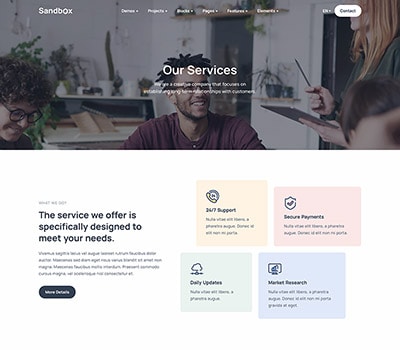 Sandbox
Demos Projects Blocks Pages Features Elements EN Contact
Our Services
We are a creative company that focuses on
establishing long term relationships with customers.
WHAT WE DO?
The service we offer is
specifically designed to
meet your needs.
Vivamus sagittis lacus vel augue laoreet rutrum faucibus dolor
auctor. Maecenas sed diam eget risus varius blandit sit amet non
magna. Maecenas faucibus mollis interdum. Praesent commodo
cursus magna, vel scelerisque nisl consectetur et.
More Details
24/7 Support
Nulla vitae elit libero, a
pharetra augue. Donec id
elit non mi porta.
Secure Payments
Nulla vitae elit libero, a pharetra
augue. Donec id elit non mi porta.
Daily Updates
Nulla vitae elit libero, a
pharetra augue.
Market Research
Nulla vitae elit libero, a pharetra
augue. Donec id elit non mi porta
gravida at eget.